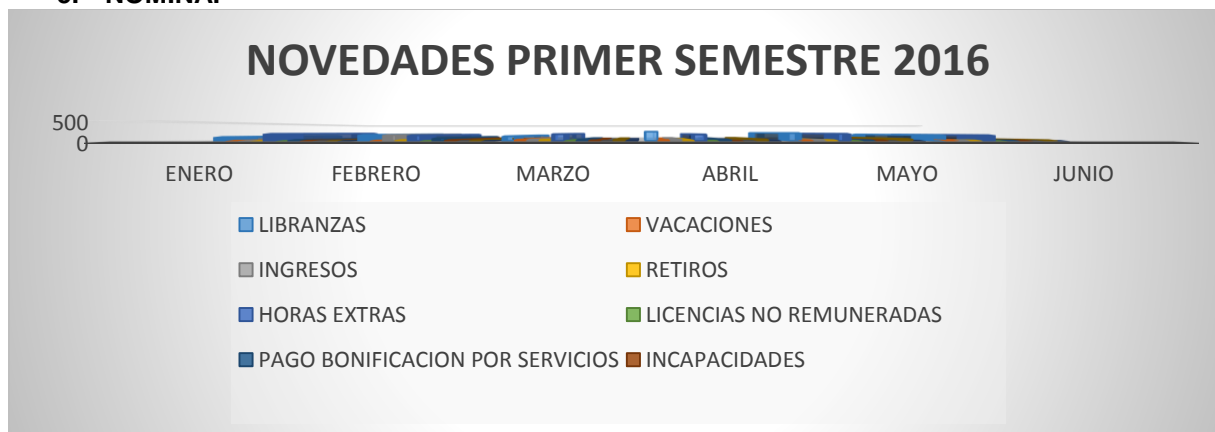 NOVEDADES PRIMER SEMESTRE 2016
500
0
ENERO FEBRERO MARZO ABRIL MAYO JUNIO
LIBRANZAS VACACIONES
INGRESOS RETIROS
HORAS EXTRAS LICENCIAS NO REMUNERADAS
PAGO BONIFICACION POR SERVICIOS INCAPACIDADES